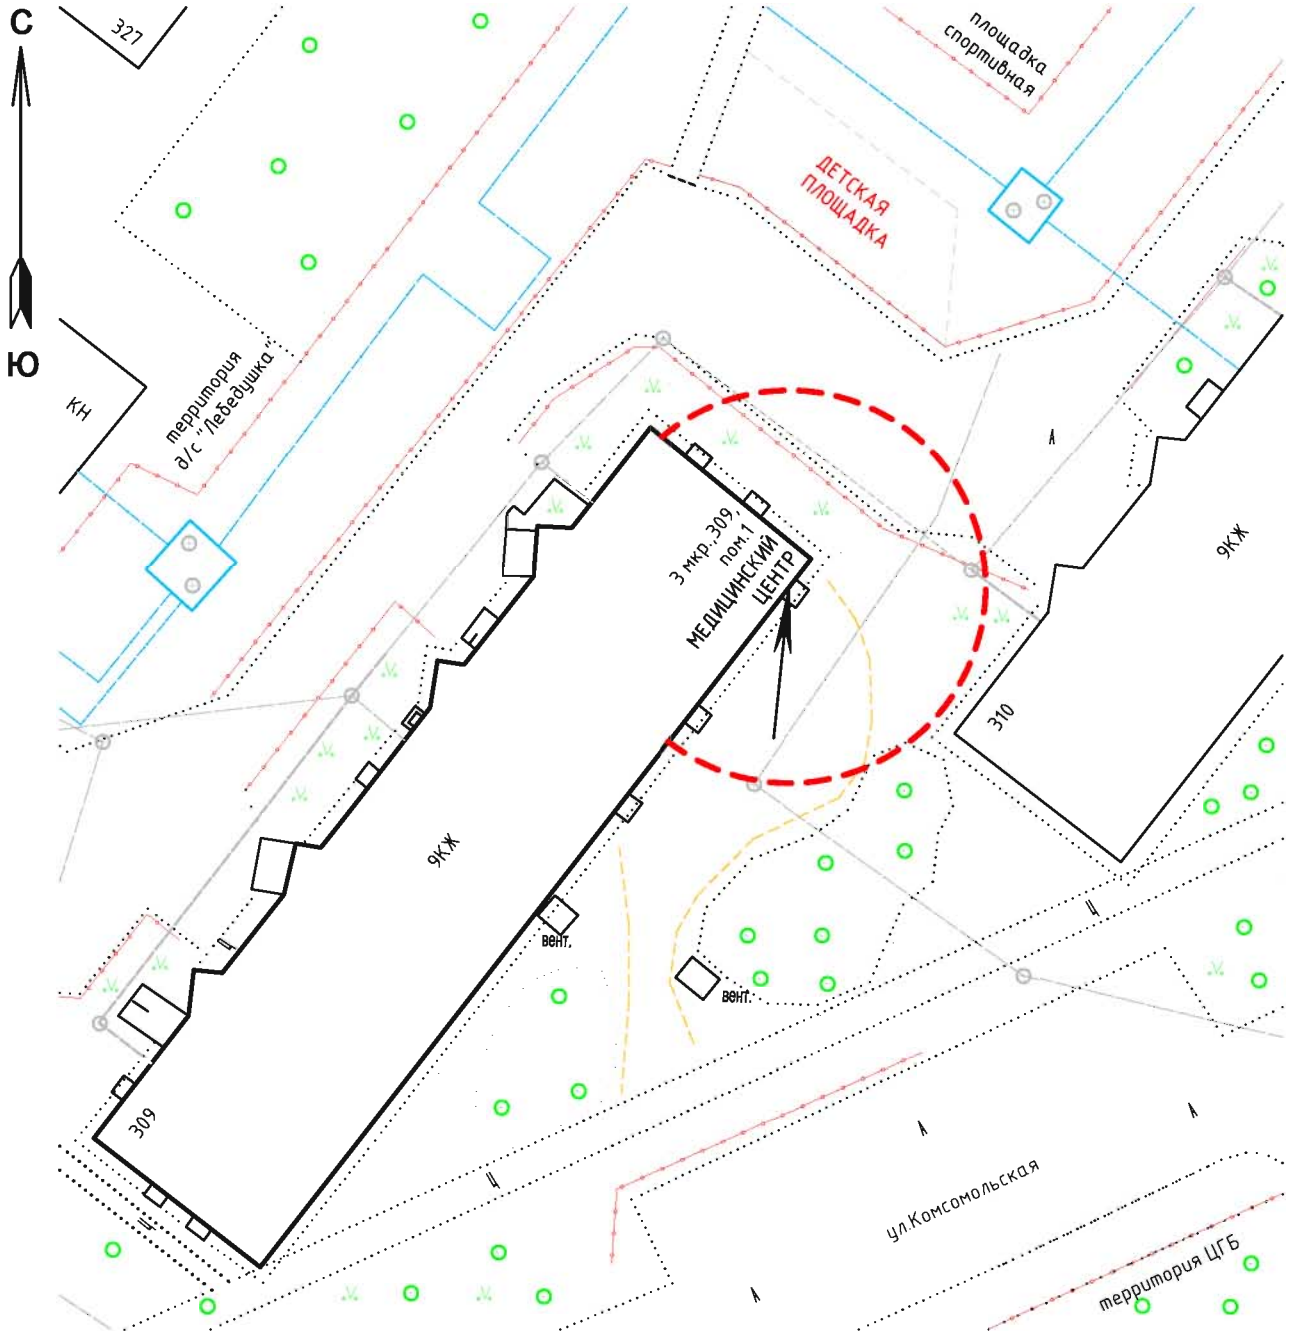 С
Ю
327
площадка
спортивная
ДЕТСКАЯ
ПЛОЩАДКА
территория
д/с "Лебедушка"
КН
3 мкр.,309,
пом.1
МЕДИЦИНСКИЙ
ЦЕНТР
А
9КЖ
310
9КЖ
вент.
вент.
Ц
309
Ц
А
А
ул.Комсомольская
территория ЦГБ
А